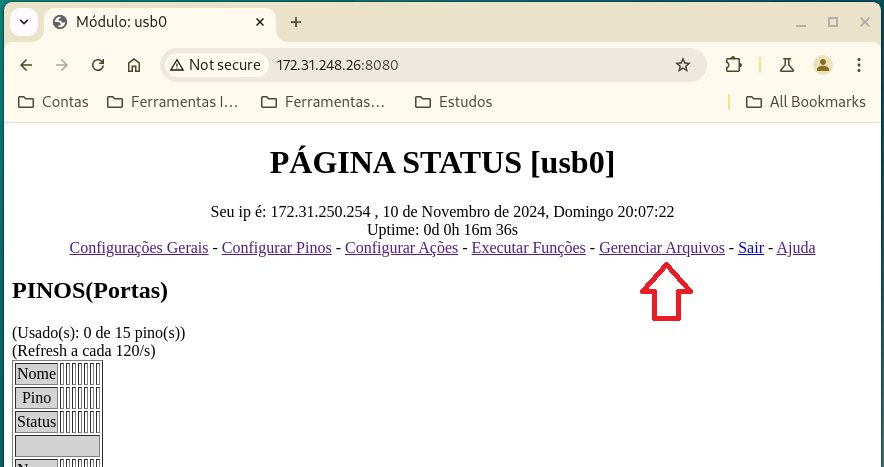 Módulo: usb0
Not secure 172.31.248.26:8080
Contas Ferramentas I... Ferramentas... Estudos All Bookmarks
PÁGINA STATUS [usb0]
Seu ip é: 172.31.250.254 , 10 de Novembro de 2024, Domingo 20:07:22
Uptime: 0d 0h 16m 36s
Configurações Gerais - Configurar Pinos - Configurar Ações - Executar Funções - Gerenciar Arquivos - Sair - Ajuda
PINOS(Portas)
(Usado(s): 0 de 15 pino(s))
(Refresh a cada 120/s)
Nome
Pino
Status